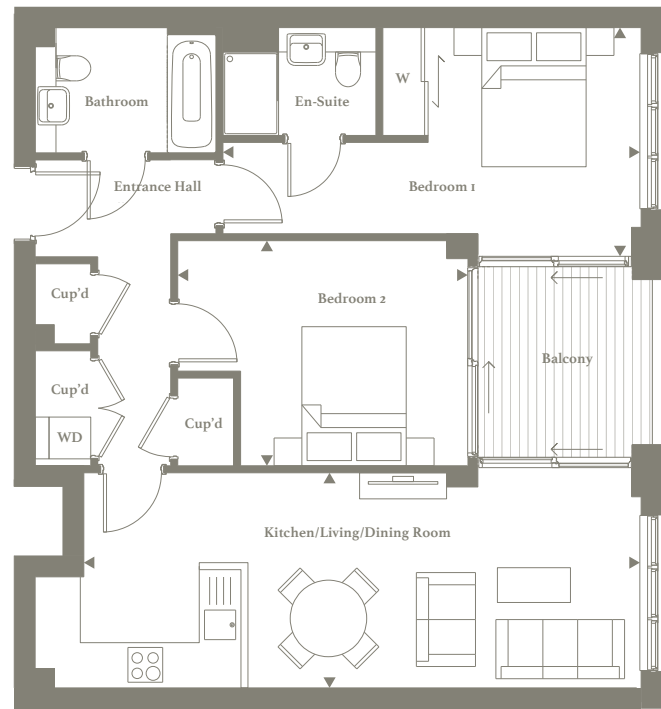 Bathroom
En-Suite
W
Entrance Hall
Bedroom 1
Cup'd
Bedroom 2
Balcony
Cup'd
WD
Cup'd
Kitchen/Living/Dining Room